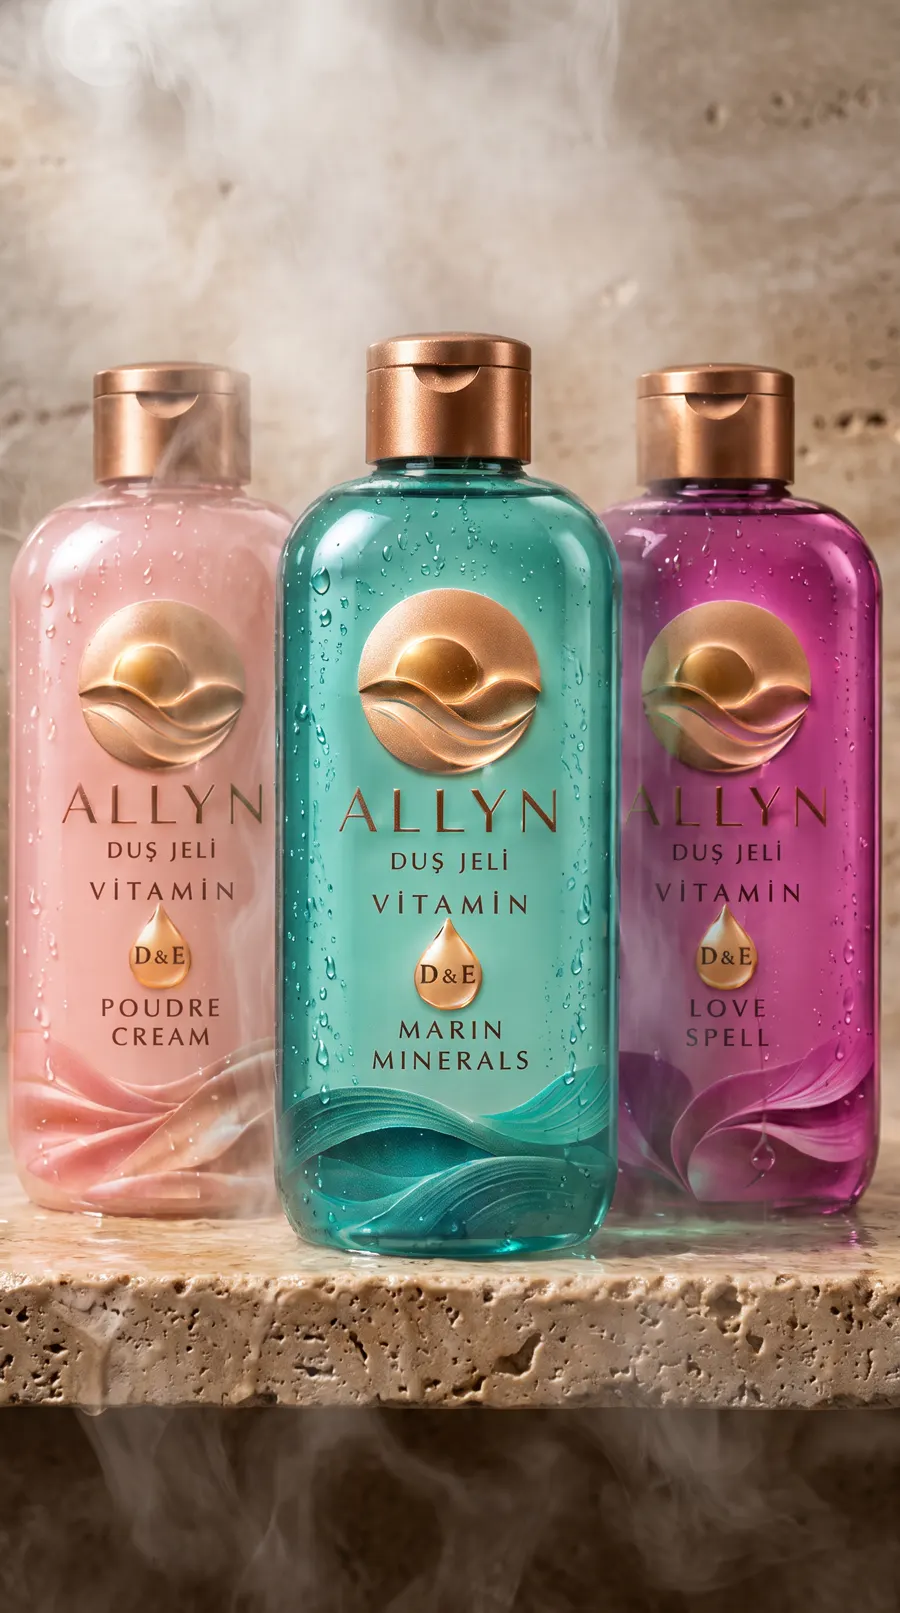 ALLYN
DUŞ JELİ
VİTAMİN
D&E
POUDRE
CREAM
ALLYN
DUŞ JELİ
VİTAMİN
D&E
MARIN
MINERALS
ALLYN
DUŞ JELİ
VİTAMİN
D&E
LOVE
SPELL